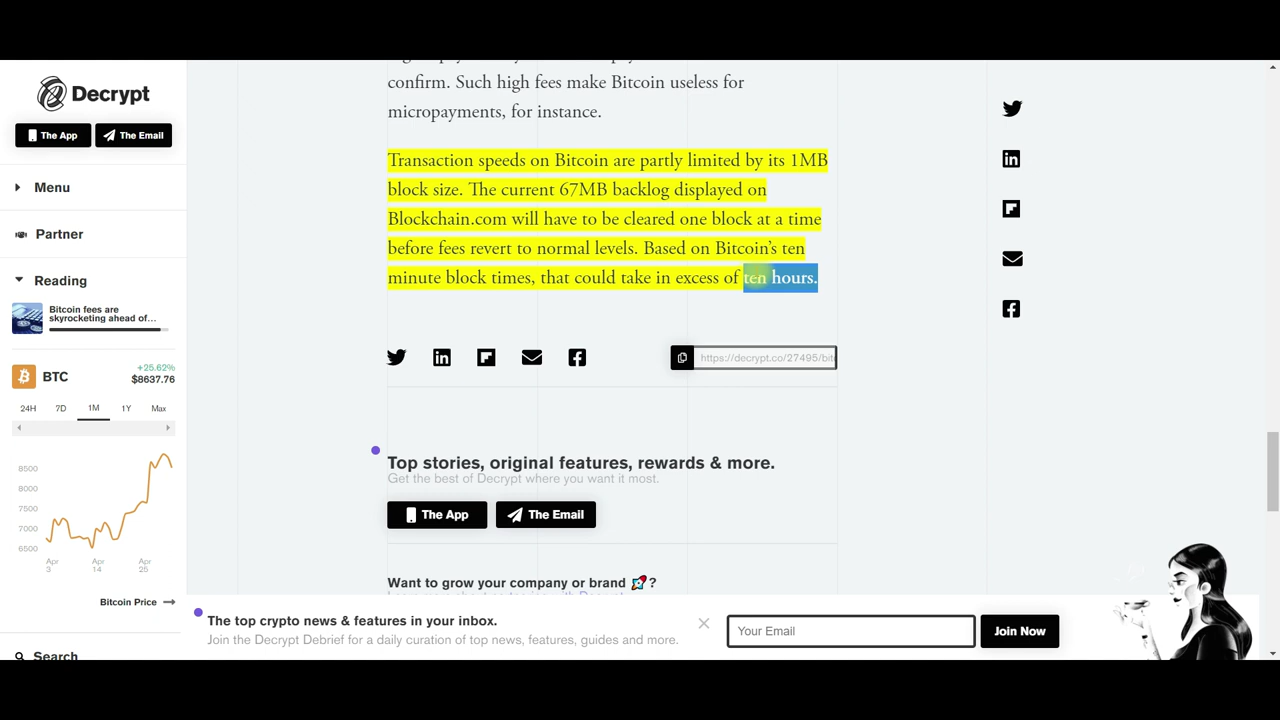 Decrypt
The App
The Email
Menu
Partner
Reading
Bitcoin fees are
skyrocketing ahead of...
BTC
+25.62%
$8637.76
24H 7D 1M 1Y Max
8500
8000
7500
7000
6500
Apr 3
Apr 14
Apr 25
Bitcoin Price
Search
confirm. Such high fees make Bitcoin useless for
micropayments, for instance.
Transaction speeds on Bitcoin are partly limited by its 1MB
block size. The current 67MB backlog displayed on
Blockchain.com will have to be cleared one block at a time
before fees revert to normal levels. Based on Bitcoin's ten
minute block times, that could take in excess of ten hours.
https://decrypt.co/27495/bit
Top stories, original features, rewards & more.
Get the best of Decrypt where you want it most.
The App
The Email
Want to grow your company or brand 🚀?
The top crypto news & features in your inbox.
Join the Decrypt Debrief for a daily curation of top news, features, guides and more.
Your Email
Join Now